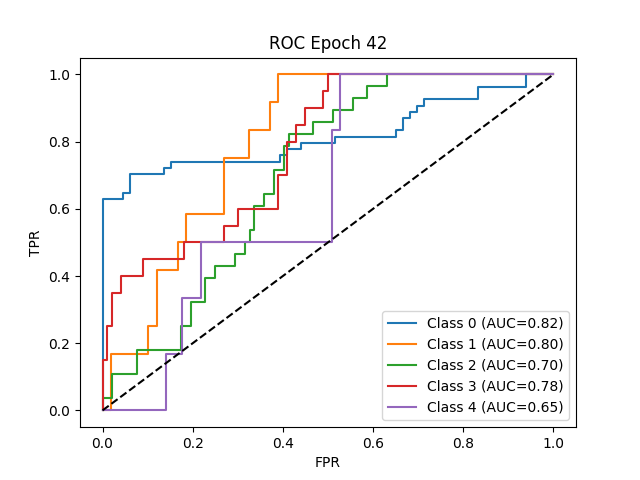 ROC Epoch 42
TPR
1.0
0.8
0.6
0.4
0.2
0.0
Class 0 (AUC=0.82)
Class 1 (AUC=0.80)
Class 2 (AUC=0.70)
Class 3 (AUC=0.78)
Class 4 (AUC=0.65)
0.0 0.2 0.4 0.6 0.8 1.0
FPR